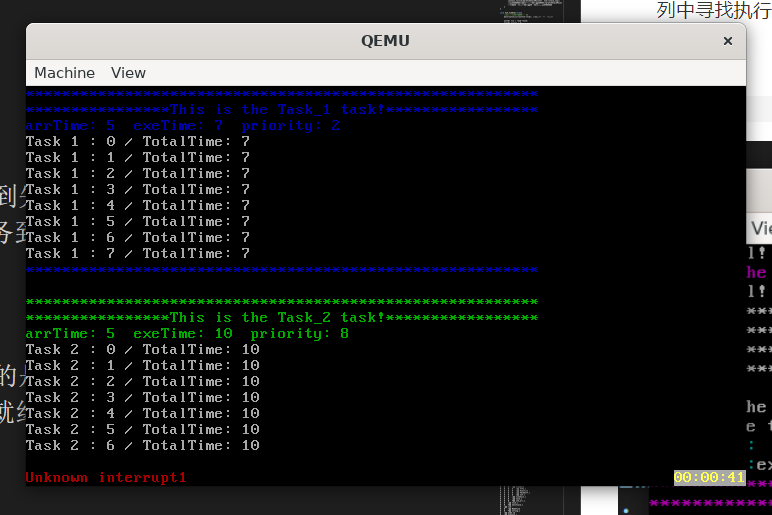 列中寻找执行
QEMU
×
Machine View
*********************************************************
****************This is the Task_1 task!*****************
arrTime: 5  exeTime: 7  priority: 2
Task 1 : 0 / TotalTime: 7
Task 1 : 1 / TotalTime: 7
Task 1 : 2 / TotalTime: 7
Task 1 : 3 / TotalTime: 7
Task 1 : 4 / TotalTime: 7
Task 1 : 5 / TotalTime: 7
Task 1 : 6 / TotalTime: 7
Task 1 : 7 / TotalTime: 7
*********************************************************
*********************************************************
****************This is the Task_2 task!*****************
arrTime: 5  exeTime: 10  priority: 8
Task 2 : 0 / TotalTime: 10
Task 2 : 1 / TotalTime: 10
Task 2 : 2 / TotalTime: 10
Task 2 : 3 / TotalTime: 10
Task 2 : 4 / TotalTime: 10
Task 2 : 5 / TotalTime: 10
Task 2 : 6 / TotalTime: 10
Unknown interrupt1
00:00:41